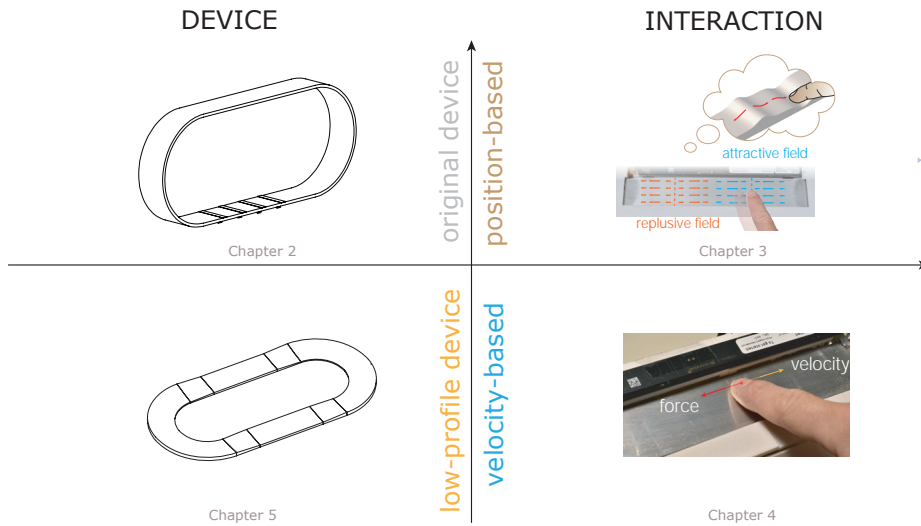 DEVICE
INTERACTION
original device
position-based
attractive field
replusive field
Chapter 2
Chapter 3
low-profile device
velocity-based
velocity
force
Chapter 5
Chapter 4